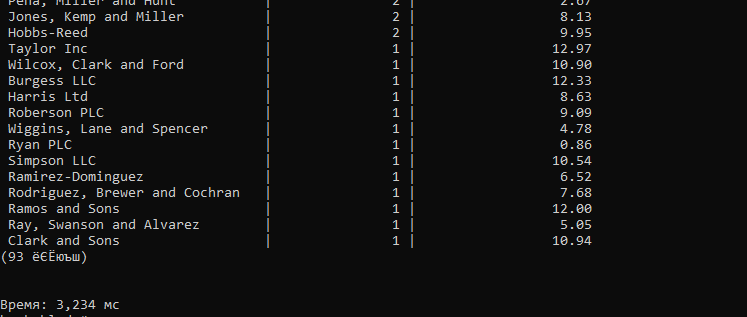 Pena, Miller and Hunt | 2 | 2.67
Jones, Kemp and Miller | 2 | 8.13
Hobbs-Reed | 2 | 9.95
Taylor Inc | 1 | 12.97
Wilcox, Clark and Ford | 1 | 10.90
Burgess LLC | 1 | 12.33
Harris Ltd | 1 | 8.63
Roberson PLC | 1 | 9.09
Wiggins, Lane and Spencer | 1 | 4.78
Ryan PLC | 1 | 0.86
Simpson LLC | 1 | 10.54
Ramirez-Dominguez | 1 | 6.52
Rodriguez, Brewer and Cochran | 1 | 7.68
Ramos and Sons | 1 | 12.00
Ray, Swanson and Alvarez | 1 | 5.05
Clark and Sons | 1 | 10.94
(93 ёЄЁюъш)
Время: 3,234 мс